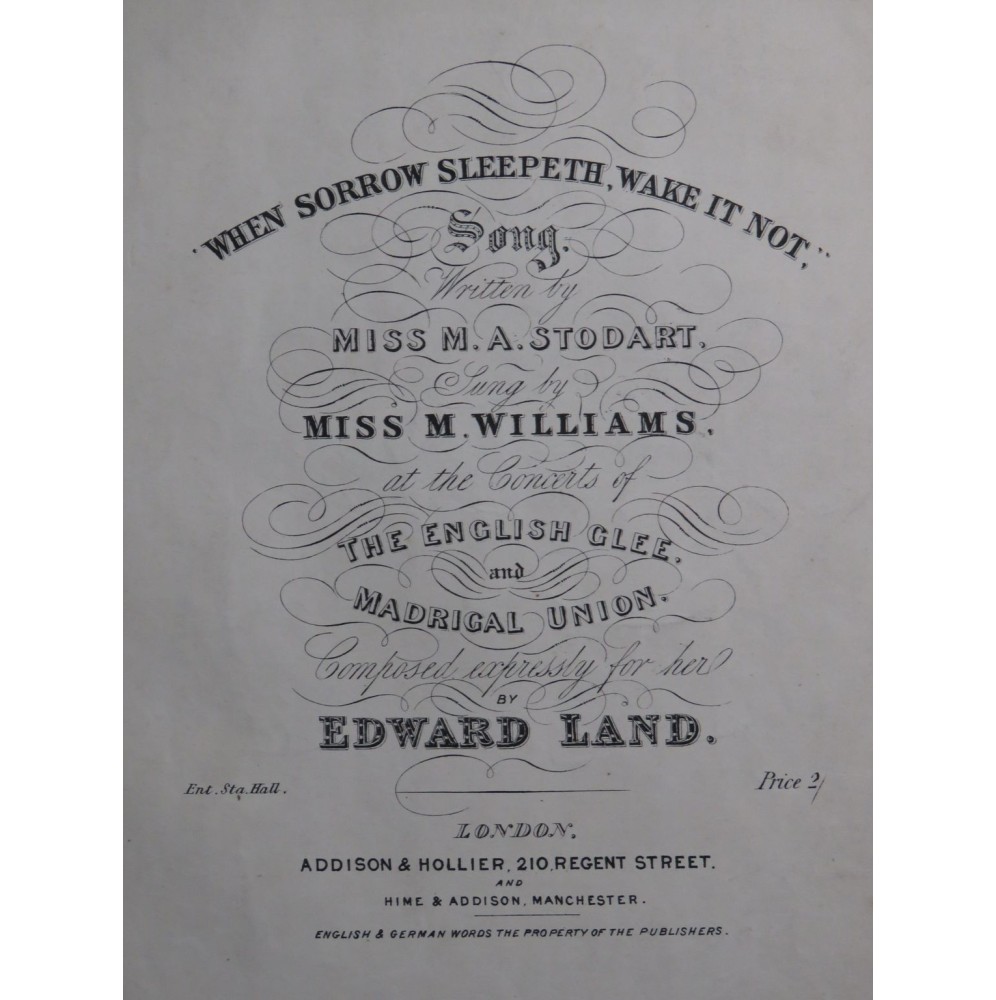 "WHEN SORROW SLEEPETH, WAKE IT NOT,"
Song.
Written by
MISS M. A. STODART,
Sung by
MISS M. WILLIAMS,
at the Concerts of
THE ENGLISH GLEE,
and
MADRIGAL UNION.
Composed expressly for her
BY
EDWARD LAND.
Ent. Sta. Hall.
Price 2/
LONDON,
ADDISON & HOLLIER, 210, REGENT STREET.
AND
HIME & ADDISON, MANCHESTER.
ENGLISH & GERMAN WORDS THE PROPERTY OF THE PUBLISHERS.